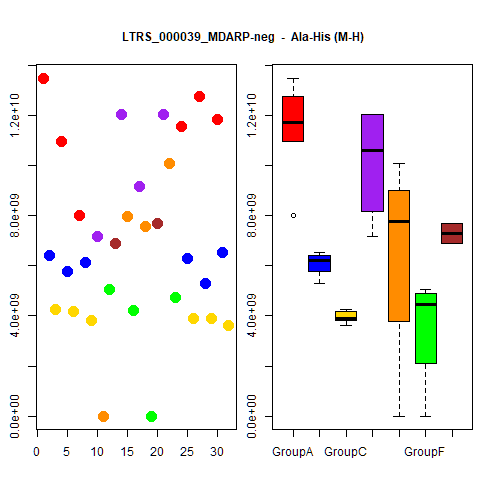 LTRS_000039_MDARP-neg - Ala-His (M-H)
0.0e+00 4.0e+09 8.0e+09 1.2e+10
0 5 10 15 20 25 30
0.0e+00 4.0e+09 8.0e+09 1.2e+10
GroupA GroupC GroupF